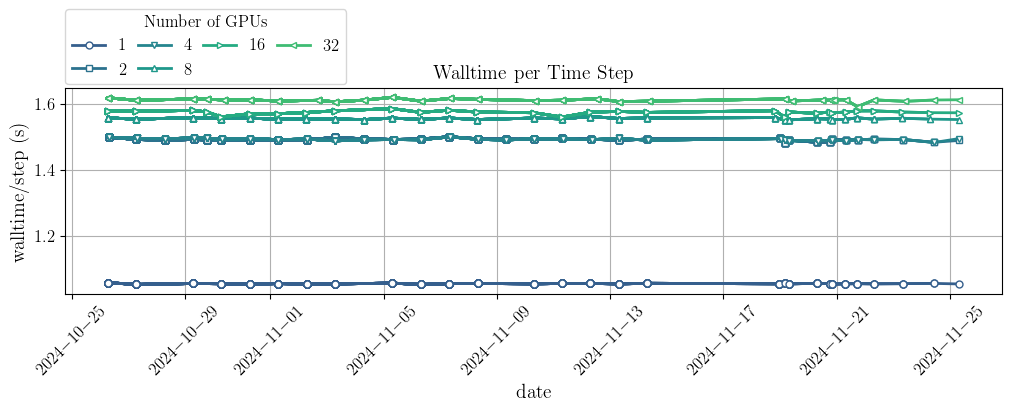 Number of GPUs
1 4 16 32
2 8
Walltime per Time Step
walltime/step (s)
1.6
1.4
1.2
2024−10−25 2024−10−29 2024−11−01 2024−11−05 2024−11−09 2024−11−13 2024−11−17 2024−11−21 2024−11−25
date